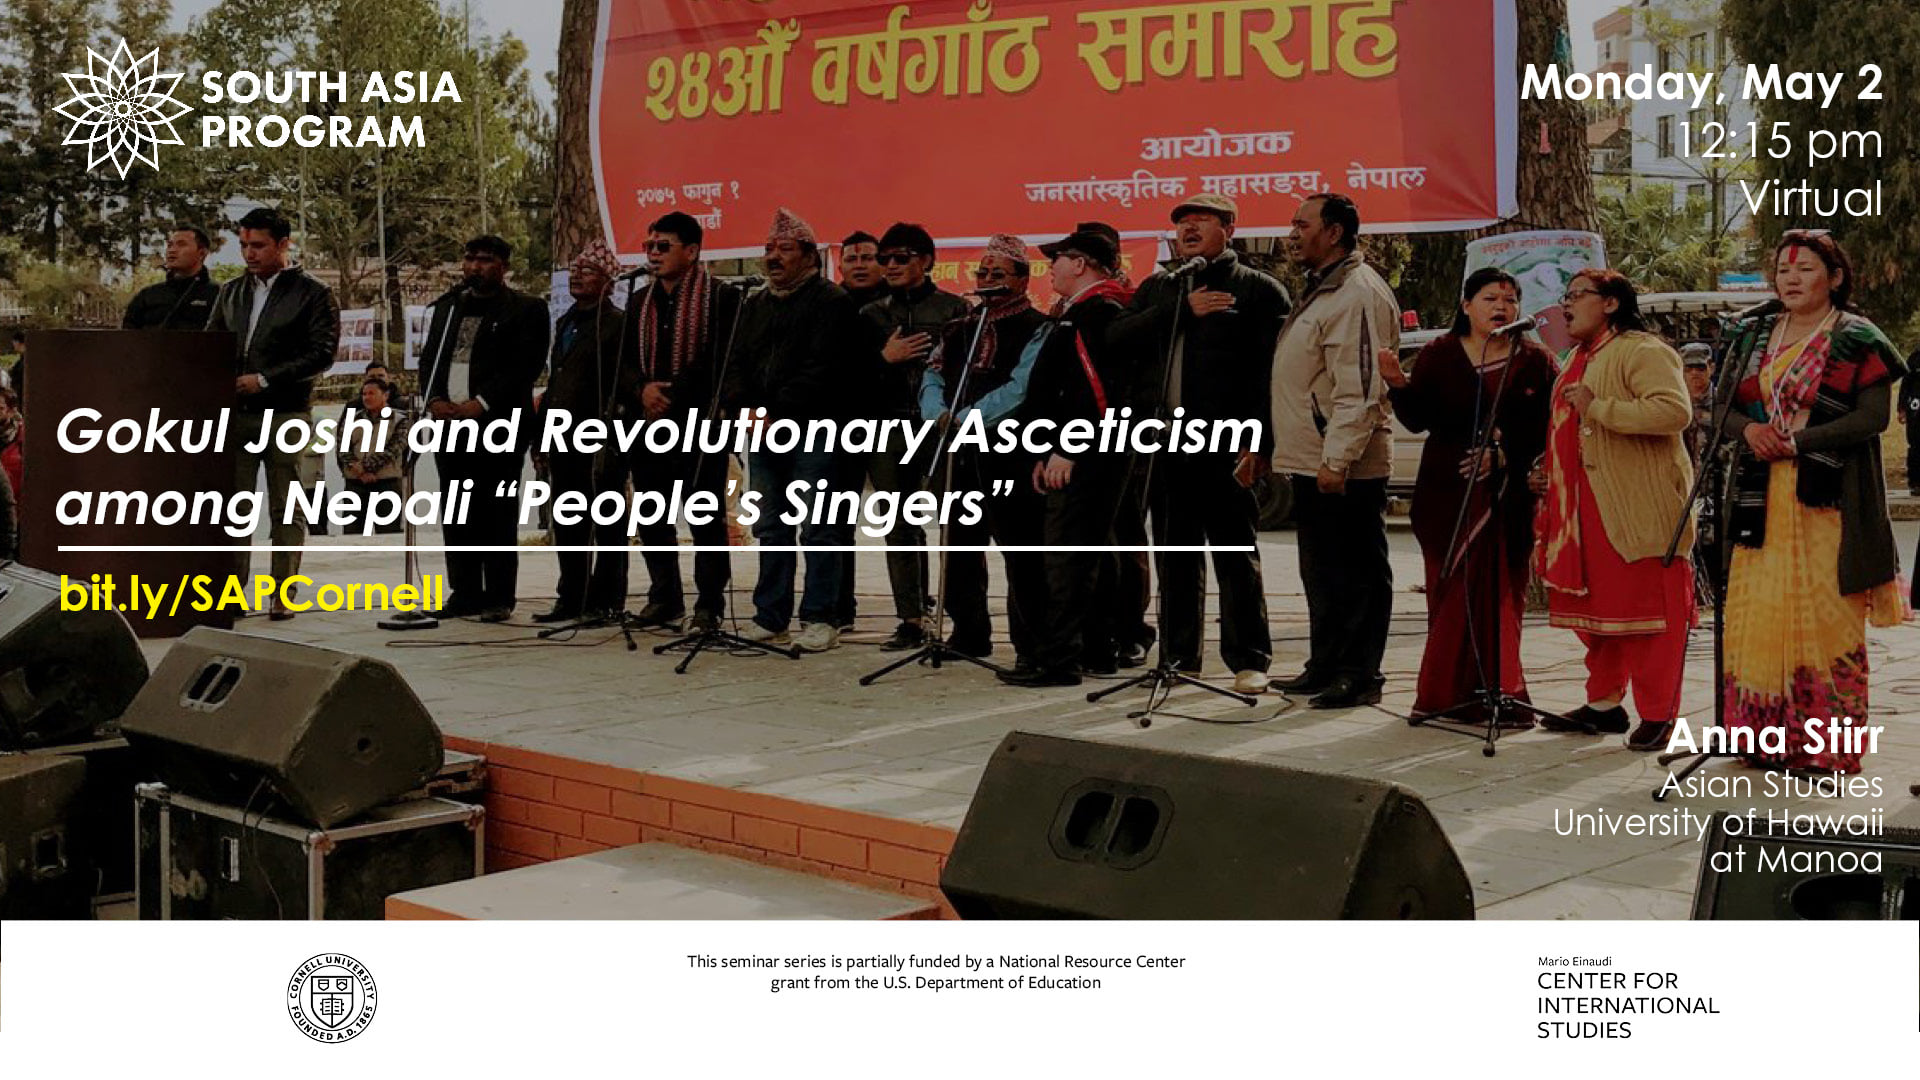 २४औँ वर्षगाँठ समारोह
आयोजक
जनसांस्कृतिक महासङ्घ, नेपाल
२०७५ फागुन १
SOUTH ASIA
PROGRAM
Monday, May 2
12:15 pm
Virtual
Gokul Joshi and Revolutionary Asceticism
among Nepali “People’s Singers”
bit.ly/SAPCornell
Anna Stirr
Asian Studies
University of Hawaii
at Manoa
CORNELL UNIVERSITY
FOUNDED A.D. 1865
This seminar series is partially funded by a National Resource Center
grant from the U.S. Department of Education
Mario Einaudi
CENTER FOR
INTERNATIONAL
STUDIES